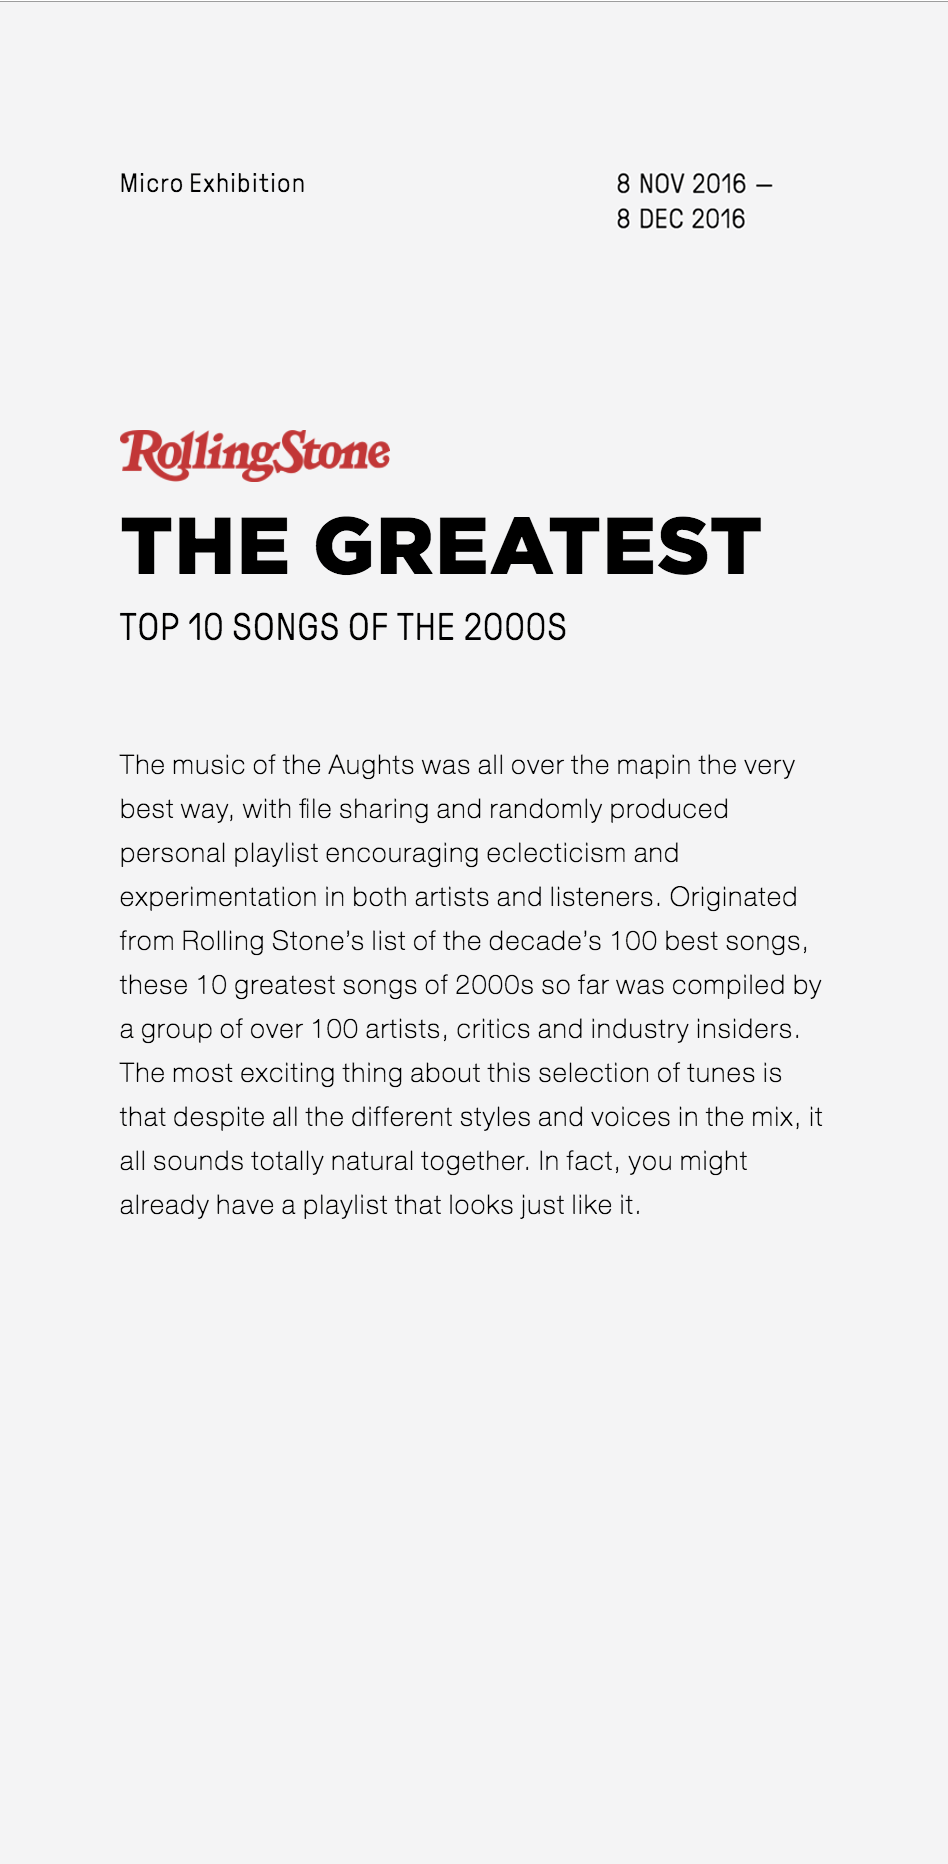 Micro Exhibition
8 NOV 2016 –
8 DEC 2016
RollingStone
THE GREATEST
TOP 10 SONGS OF THE 2000S
The music of the Aughts was all over the mapin the very
best way, with file sharing and randomly produced
personal playlist encouraging eclecticism and
experimentation in both artists and listeners. Originated
from Rolling Stone’s list of the decade’s 100 best songs,
these 10 greatest songs of 2000s so far was compiled by
a group of over 100 artists, critics and industry insiders.
The most exciting thing about this selection of tunes is
that despite all the different styles and voices in the mix, it
all sounds totally natural together. In fact, you might
already have a playlist that looks just like it.